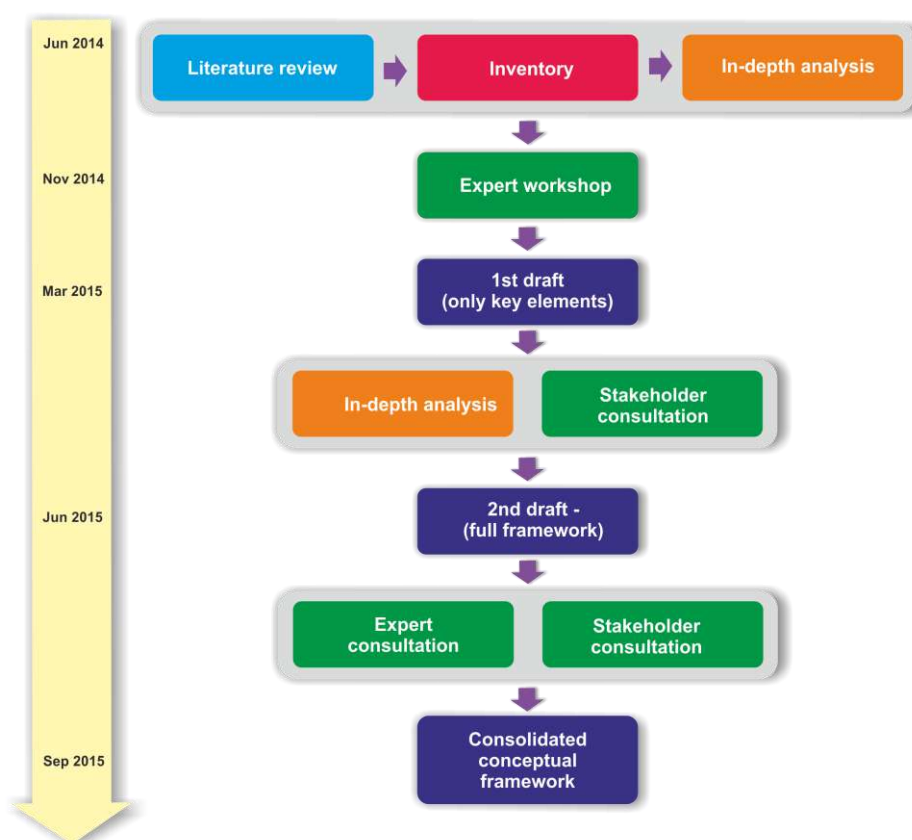 Jun 2014
Literature review
Inventory
In-depth analysis
Nov 2014
Expert workshop
Mar 2015
1st draft
(only key elements)
In-depth analysis
Stakeholder
consultation
Jun 2015
2nd draft -
(full framework)
Expert
consultation
Stakeholder
consultation
Sep 2015
Consolidated
conceptual
framework